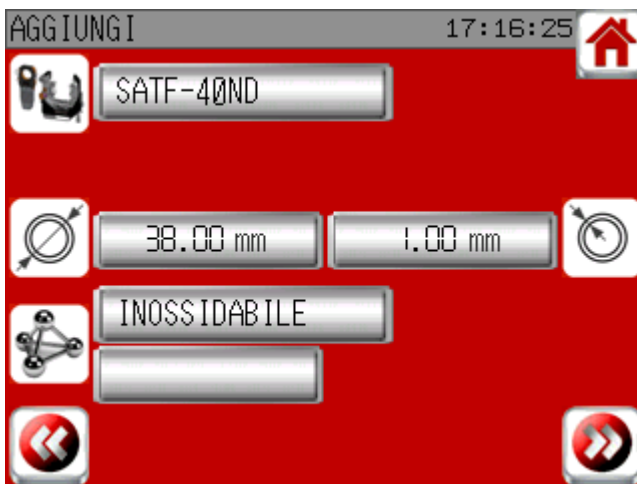 AGGIUNGI 17:16:25
SATF-40ND
38.00 mm 1.00 mm
INOSSIDABILE